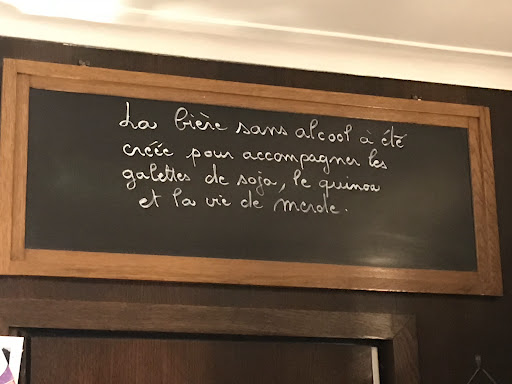 La bière sans alcool à été
créée pour accompagner les
galettes de soja, le quinoa
et la vie de merde.